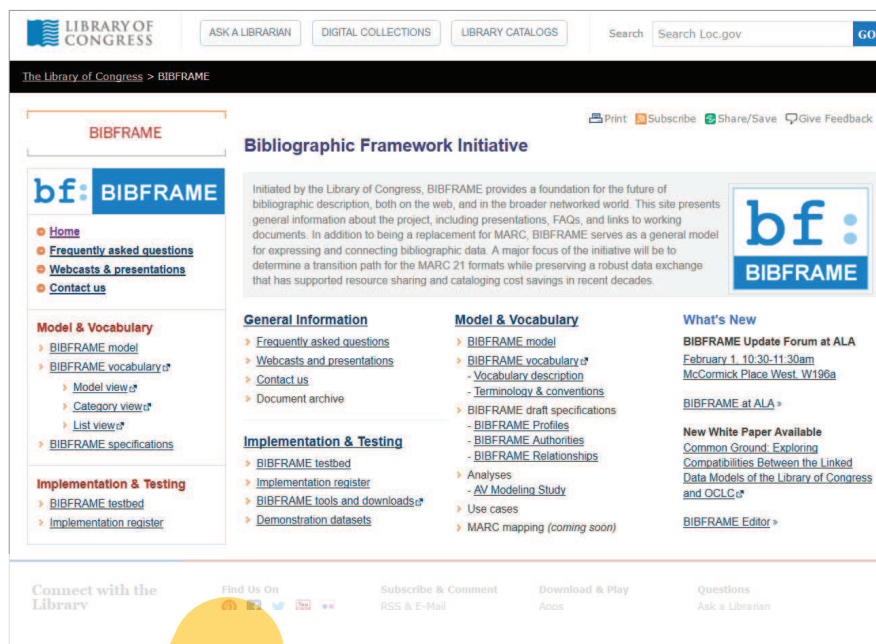 LIBRARY OF
CONGRESS
ASK A LIBRARIAN
DIGITAL COLLECTIONS
LIBRARY CATALOGS
Search
Search Loc.gov
GO
The Library of Congress > BIBFRAME
Print
Subscribe
Share/Save
Give Feedback
BIBFRAME
bf: BIBFRAME
Home
Frequently asked questions
Webcasts & presentations
Contact us
Model & Vocabulary
BIBFRAME model
BIBFRAME vocabulary
Model view
Category view
List view
BIBFRAME specifications
Implementation & Testing
BIBFRAME testbed
Implementation register
Bibliographic Framework Initiative
Initiated by the Library of Congress, BIBFRAME provides a foundation for the future of
bibliographic description, both on the web, and in the broader networked world. This site presents
general information about the project, including presentations, FAQs, and links to working
documents. In addition to being a replacement for MARC, BIBFRAME serves as a general model
for expressing and connecting bibliographic data. A major focus of the initiative will be to
determine a transition path for the MARC 21 formats while preserving a robust data exchange
that has supported resource sharing and cataloging cost savings in recent decades.
bf:
BIBFRAME
General Information
Frequently asked questions
Webcasts and presentations
Contact us
Document archive
Implementation & Testing
BIBFRAME testbed
Implementation register
BIBFRAME tools and downloads
Demonstration datasets
Model & Vocabulary
BIBFRAME model
BIBFRAME vocabulary
- Vocabulary description
- Terminology & conventions
BIBFRAME draft specifications
- BIBFRAME Profiles
- BIBFRAME Authorities
- BIBFRAME Relationships
Analyses
- AV Modeling Study
Use cases
MARC mapping (coming soon)
What's New
BIBFRAME Update Forum at ALA
February 1, 10:30-11:30am
McCormick Place West, W196a
BIBFRAME at ALA »
New White Paper Available
Common Ground: Exploring
Compatibilities Between the Linked
Data Models of the Library of Congress
and OCLC
BIBFRAME Editor »
Connect with the
Library
Find Us On
Subscribe & Comment
RSS & E-Mail
Download & Play
Apps
Questions
Ask a Librarian